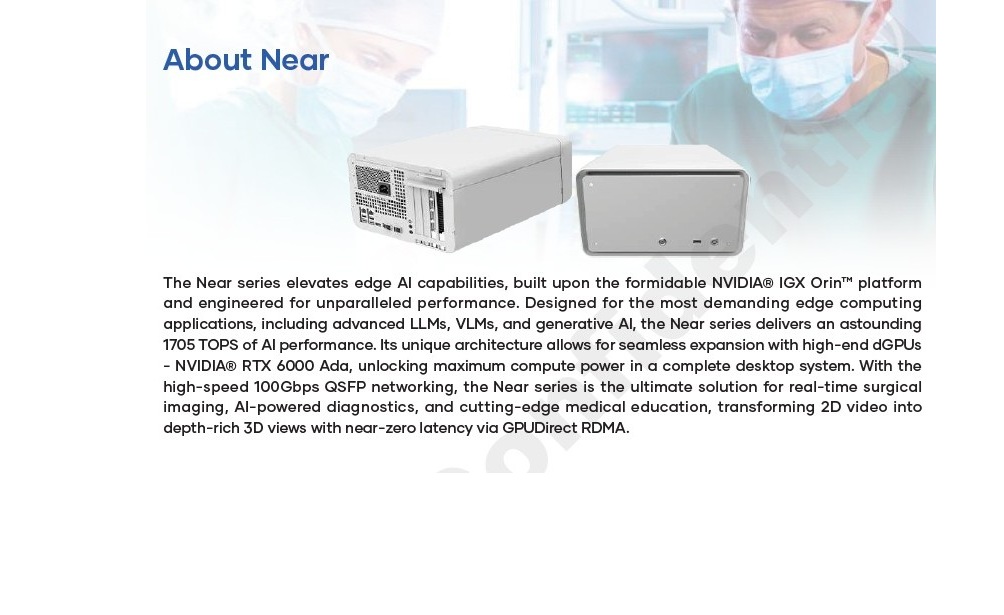 About Near
The Near series elevates edge AI capabilities, built upon the formidable NVIDIA® IGX Orin™ platform
and engineered for unparalleled performance. Designed for the most demanding edge computing
applications, including advanced LLMs, VLMs, and generative AI, the Near series delivers an astounding
1705 TOPS of AI performance. Its unique architecture allows for seamless expansion with high-end dGPUs
- NVIDIA® RTX 6000 Ada, unlocking maximum compute power in a complete desktop system. With the
high-speed 100Gbps QSFP networking, the Near series is the ultimate solution for real-time surgical
imaging, AI-powered diagnostics, and cutting-edge medical education, transforming 2D video into
depth-rich 3D views with near-zero latency via GPUDirect RDMA.
Confidential